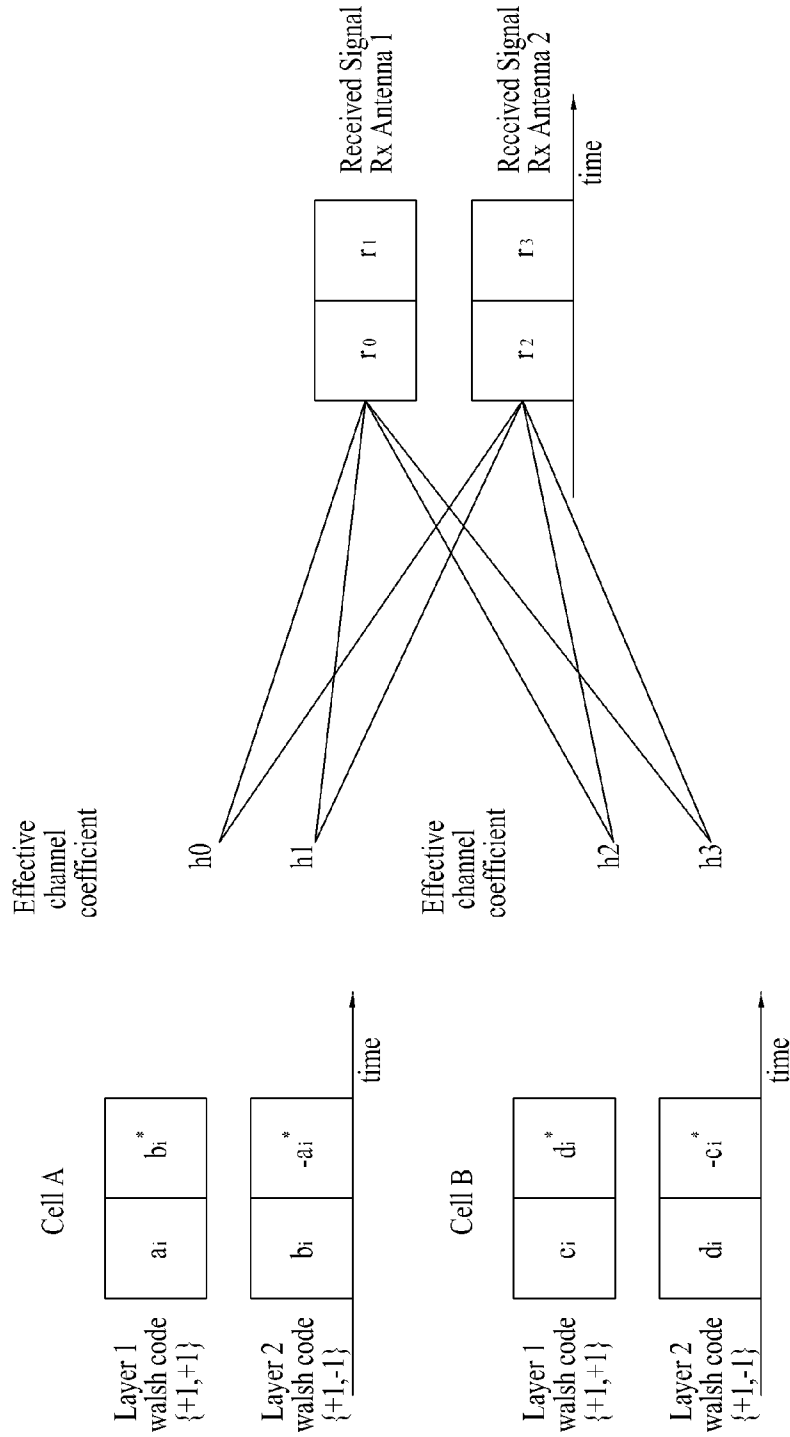 Cell A
Layer 1
walsh code
{+1,+1}
ai
bi*
Layer 2
walsh code
{+1,-1}
bi
-ai*
time
Cell B
Layer 1
walsh code
{+1,+1}
ci
di*
Layer 2
walsh code
{+1,-1}
di
-ci*
time
Effective
channel
coefficient
h0
h1
Effective
channel
coefficient
h2
h3
r0
r1
Received Signal
Rx Antenna 1
r2
r3
Received Signal
Rx Antenna 2
time